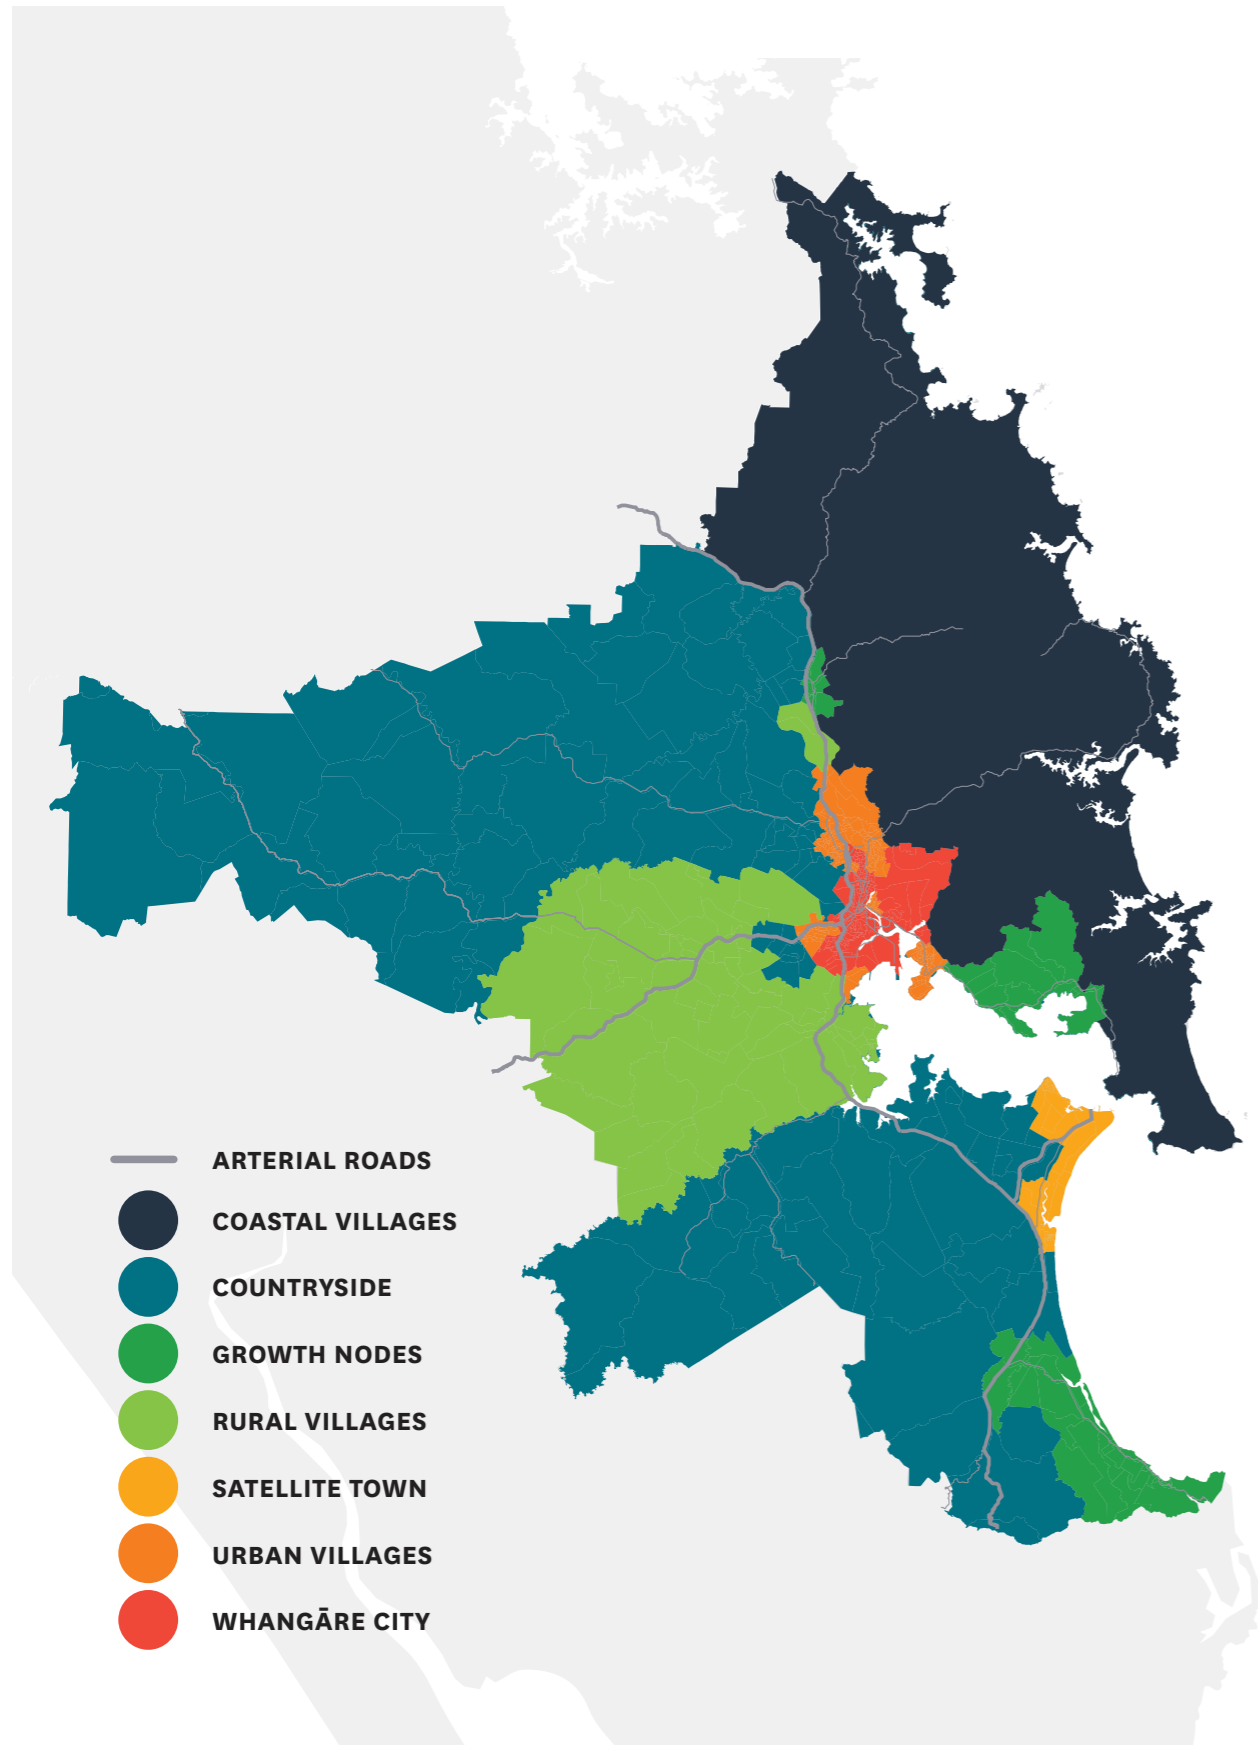 ARTERIAL ROADS
COASTAL VILLAGES
COUNTRYSIDE
GROWTH NODES
RURAL VILLAGES
SATELLITE TOWN
URBAN VILLAGES
WHANGĀRE CITY